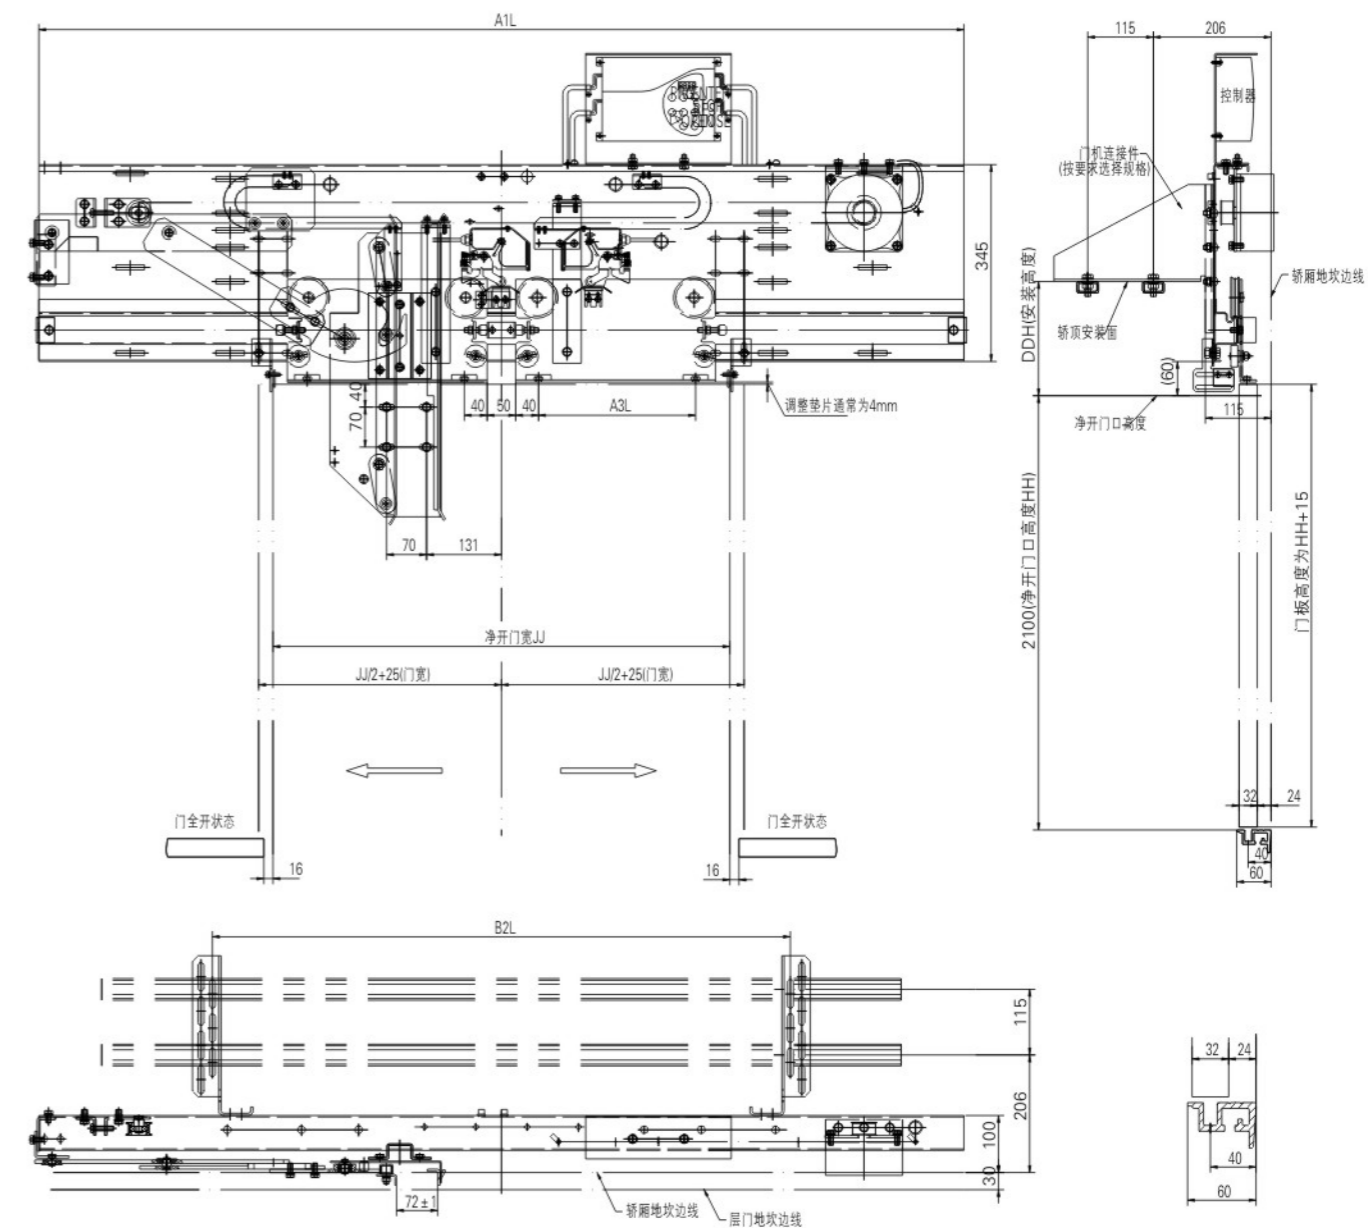 A1L
115
206
控制器
门机连接件
(按要求选择规格)
345
DDH(安装高度)
轿厢地坎边线
轿顶安装面
(60)
40
70
40
50
40
A3L
调整垫片通常为4mm
净开门口高度
115
70
131
2100(净开门口高度HH)
门板高度为HH+15
净开门宽JJ
JJ/2+25(门宽)
JJ/2+25(门宽)
门全开状态
门全开状态
16
16
32
24
40
60
B2L
115
206
100
30
72±1
轿厢地坎边线
层门地坎边线
32
24
40
60